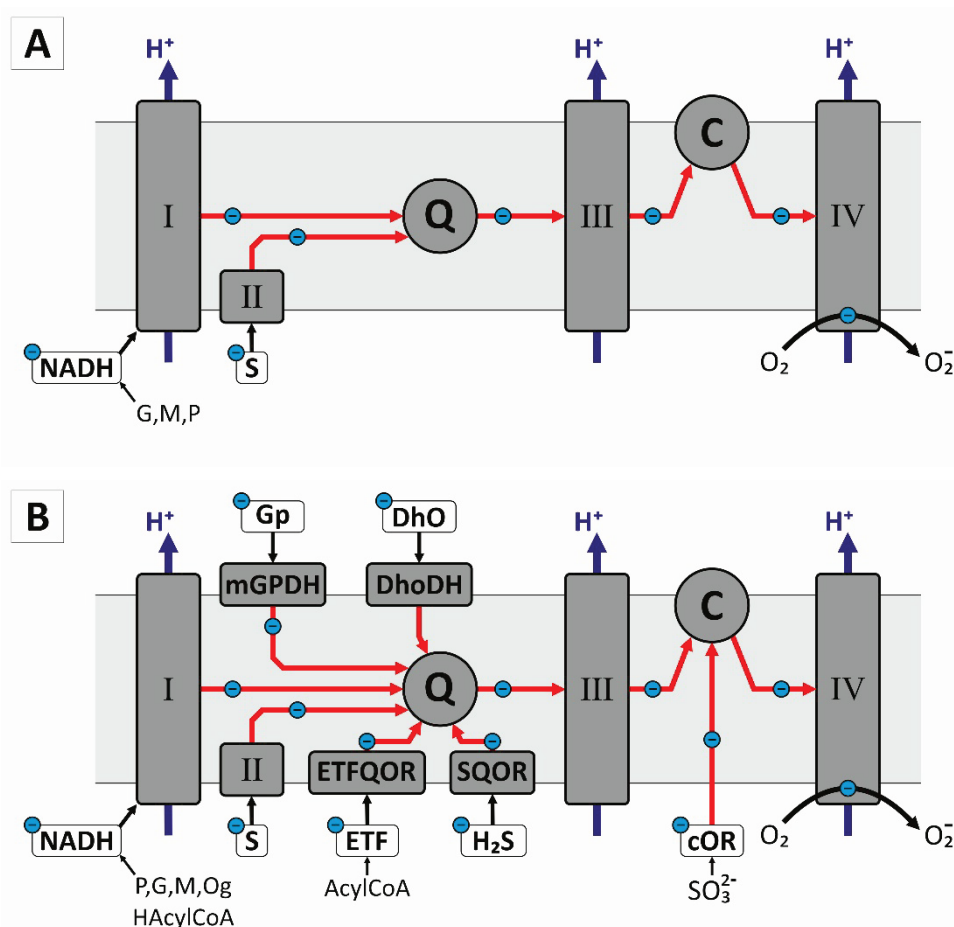 A
H⁺ H⁺ H⁺
C
I Q III IV
II
NADH S O₂ O₂⁻
G,M,P
B
Gp DhO
H⁺ H⁺ H⁺
mGPDH DhoDH
C
I Q III IV
II ETFQOR SQOR
NADH S ETF H₂S cOR O₂ O₂⁻
P,G,M,Og AcylCoA SO₃²⁻
HAcylCoA